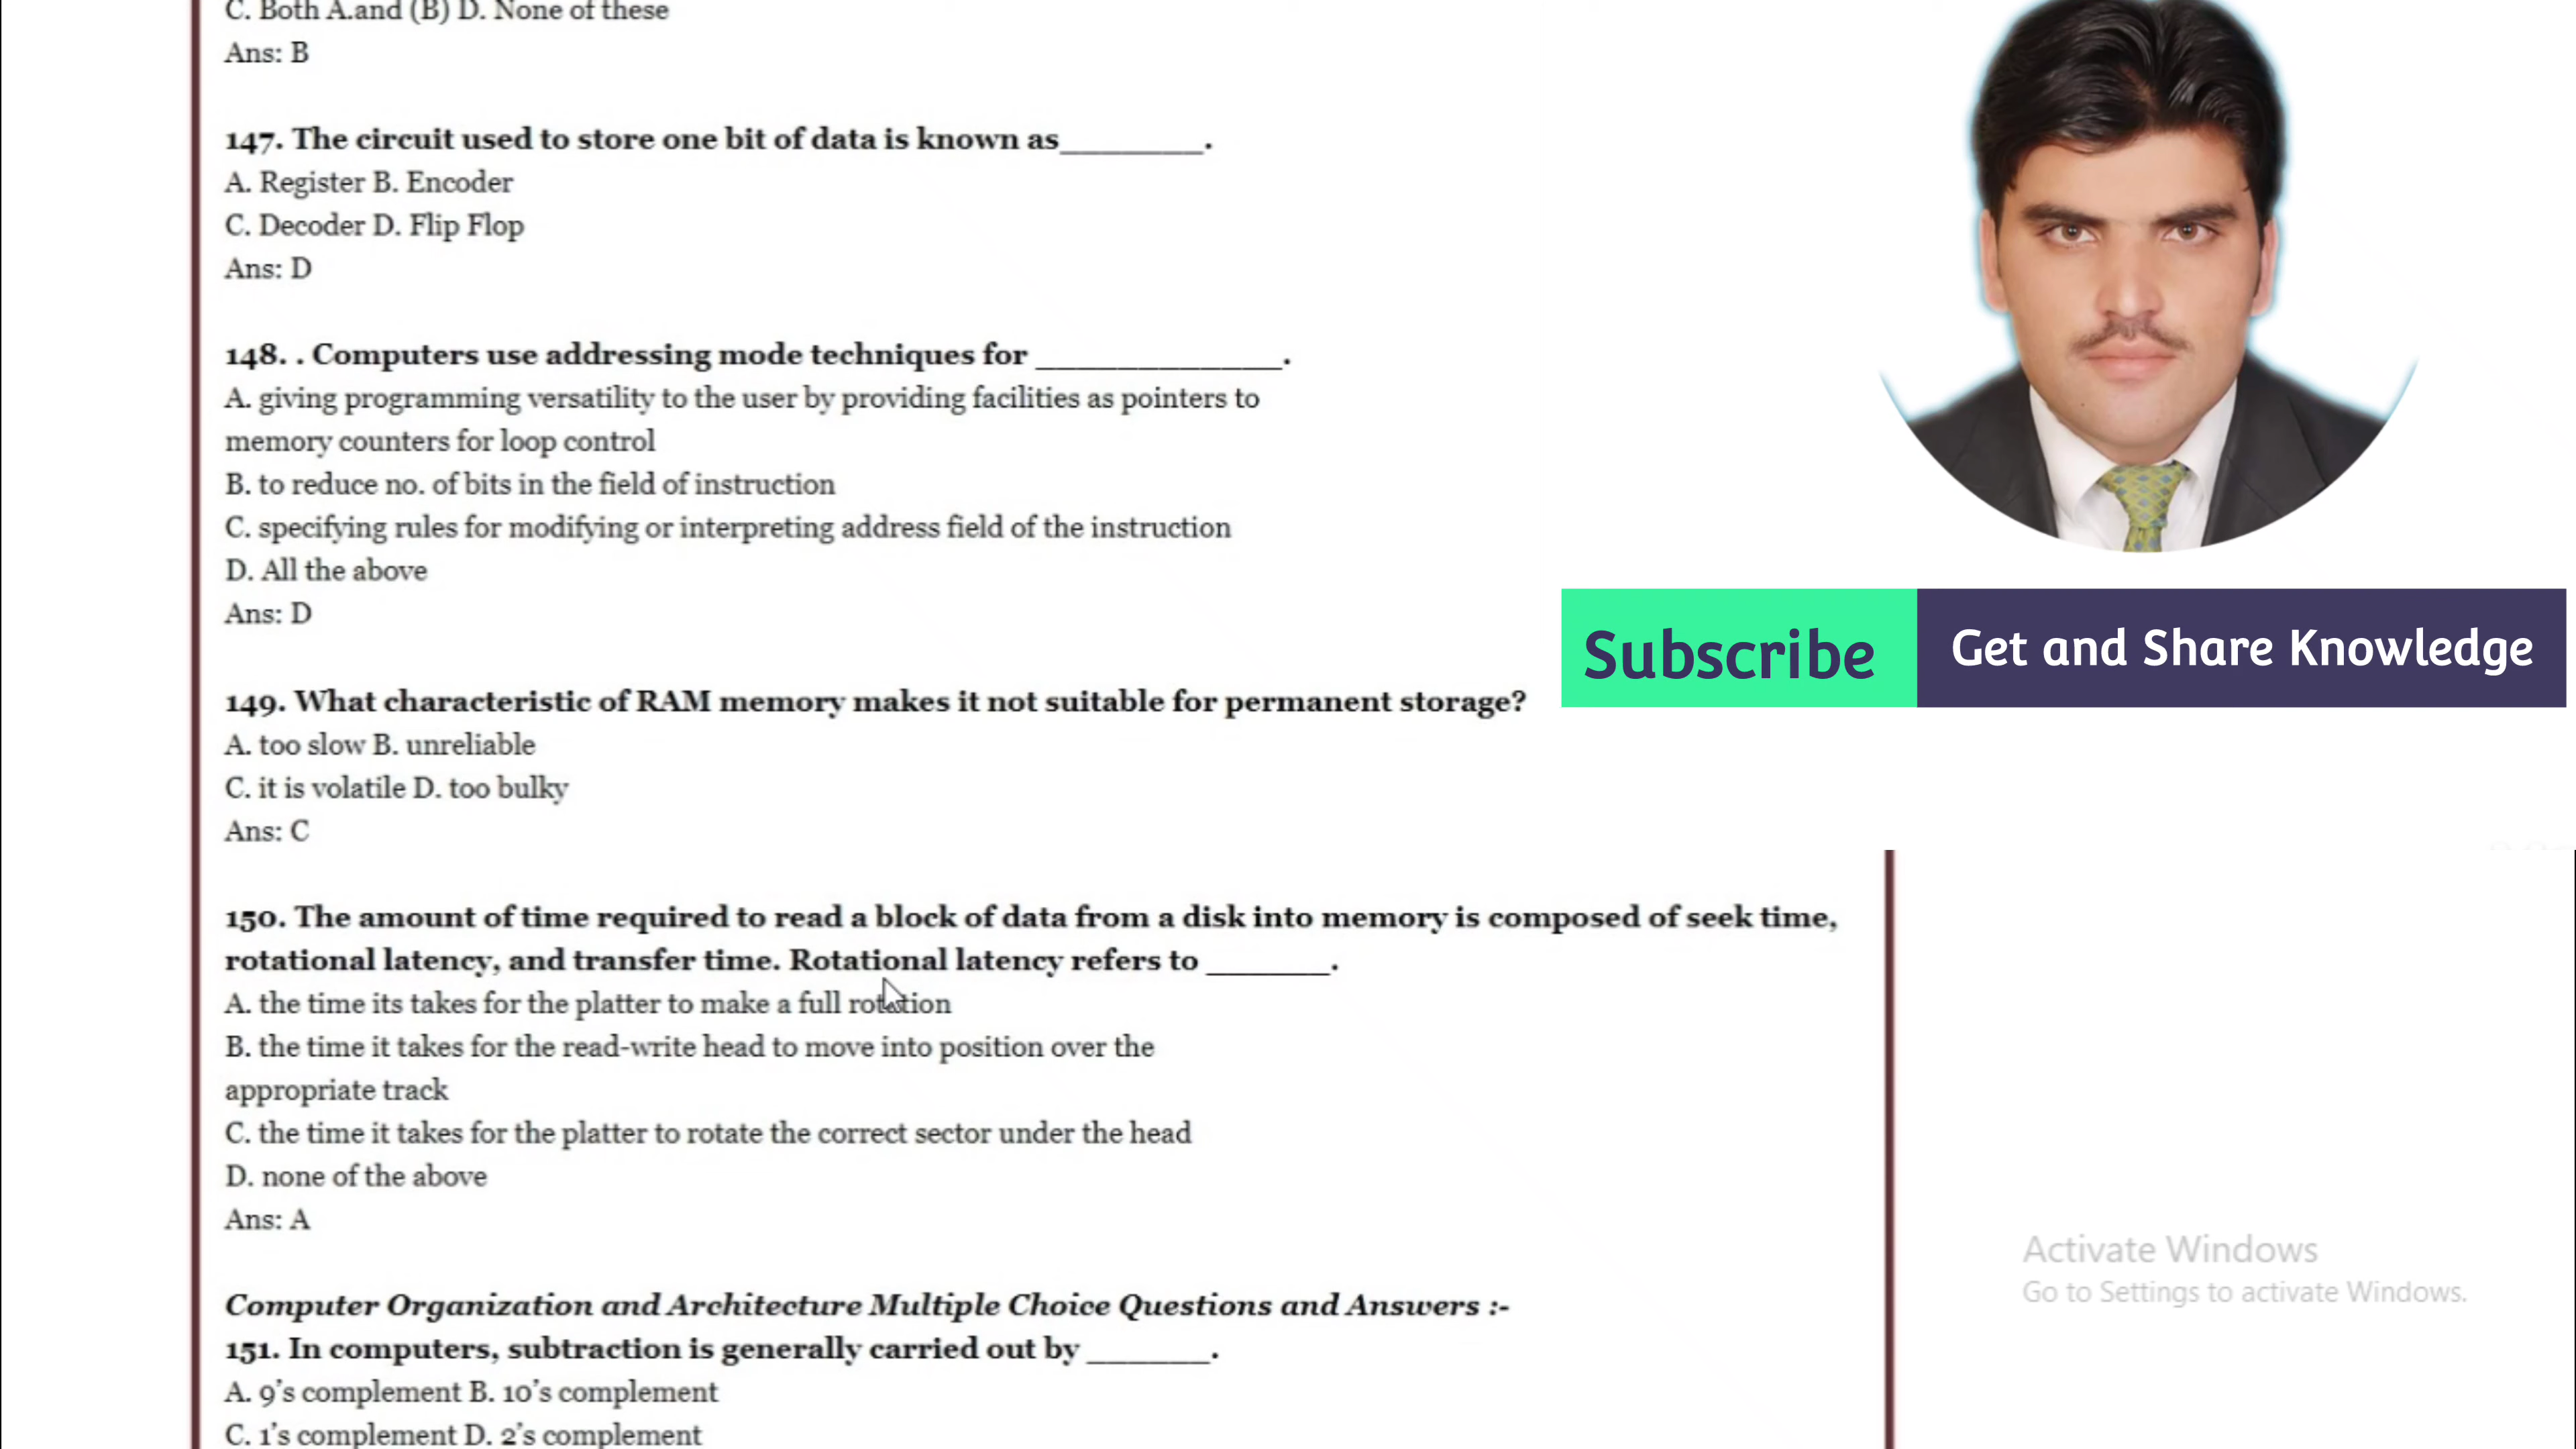 C. Both A.and (B) D. None of these
Ans: B
147. The circuit used to store one bit of data is known as_______.
A. Register B. Encoder
C. Decoder D. Flip Flop
Ans: D
148. . Computers use addressing mode techniques for ____________.
A. giving programming versatility to the user by providing facilities as pointers to
memory counters for loop control
B. to reduce no. of bits in the field of instruction
C. specifying rules for modifying or interpreting address field of the instruction
D. All the above
Ans: D
149. What characteristic of RAM memory makes it not suitable for permanent storage?
A. too slow B. unreliable
C. it is volatile D. too bulky
Ans: C
150. The amount of time required to read a block of data from a disk into memory is composed of seek time,
rotational latency, and transfer time. Rotational latency refers to ______.
A. the time its takes for the platter to make a full rotation
B. the time it takes for the read-write head to move into position over the
appropriate track
C. the time it takes for the platter to rotate the correct sector under the head
D. none of the above
Ans: A
Computer Organization and Architecture Multiple Choice Questions and Answers :-
151. In computers, subtraction is generally carried out by ______.
A. 9's complement B. 10's complement
C. 1's complement D. 2's complement
Subscribe
Get and Share Knowledge
Activate Windows
Go to Settings to activate Windows.